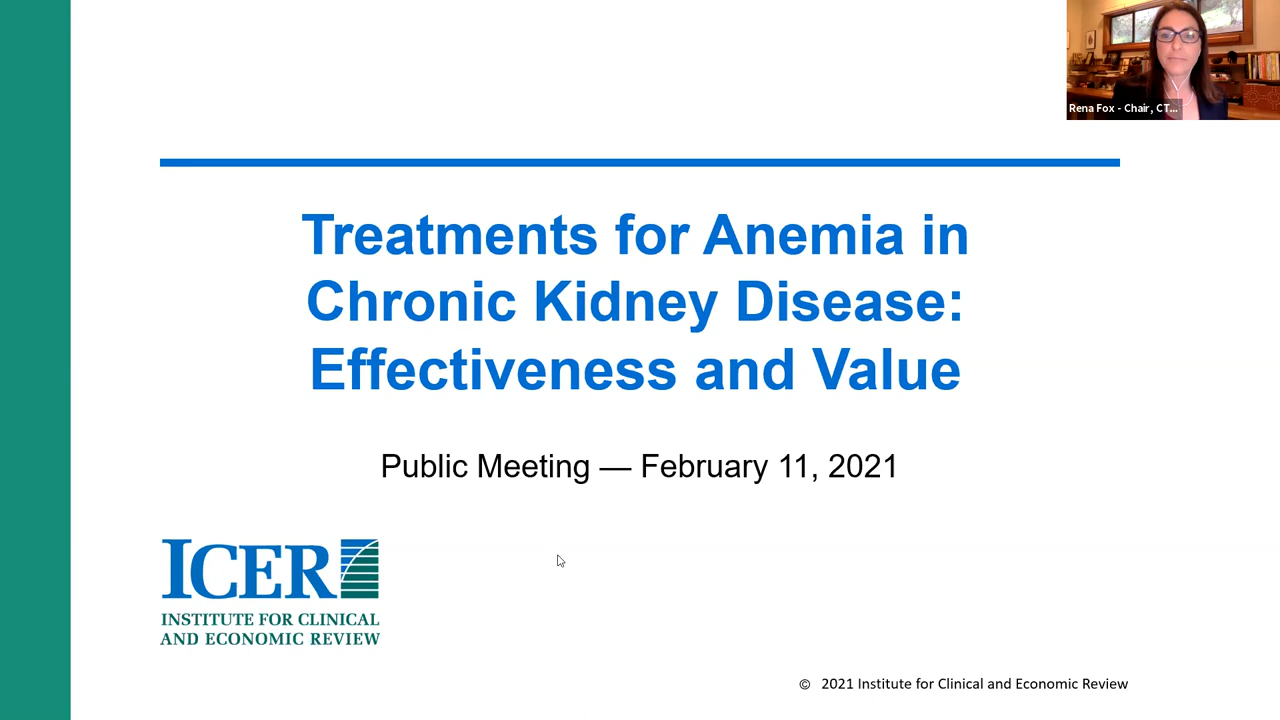 Rena Fox - Chair, CT...
Treatments for Anemia in
Chronic Kidney Disease:
Effectiveness and Value
Public Meeting — February 11, 2021
ICER
INSTITUTE FOR CLINICAL
AND ECONOMIC REVIEW
© 2021 Institute for Clinical and Economic Review